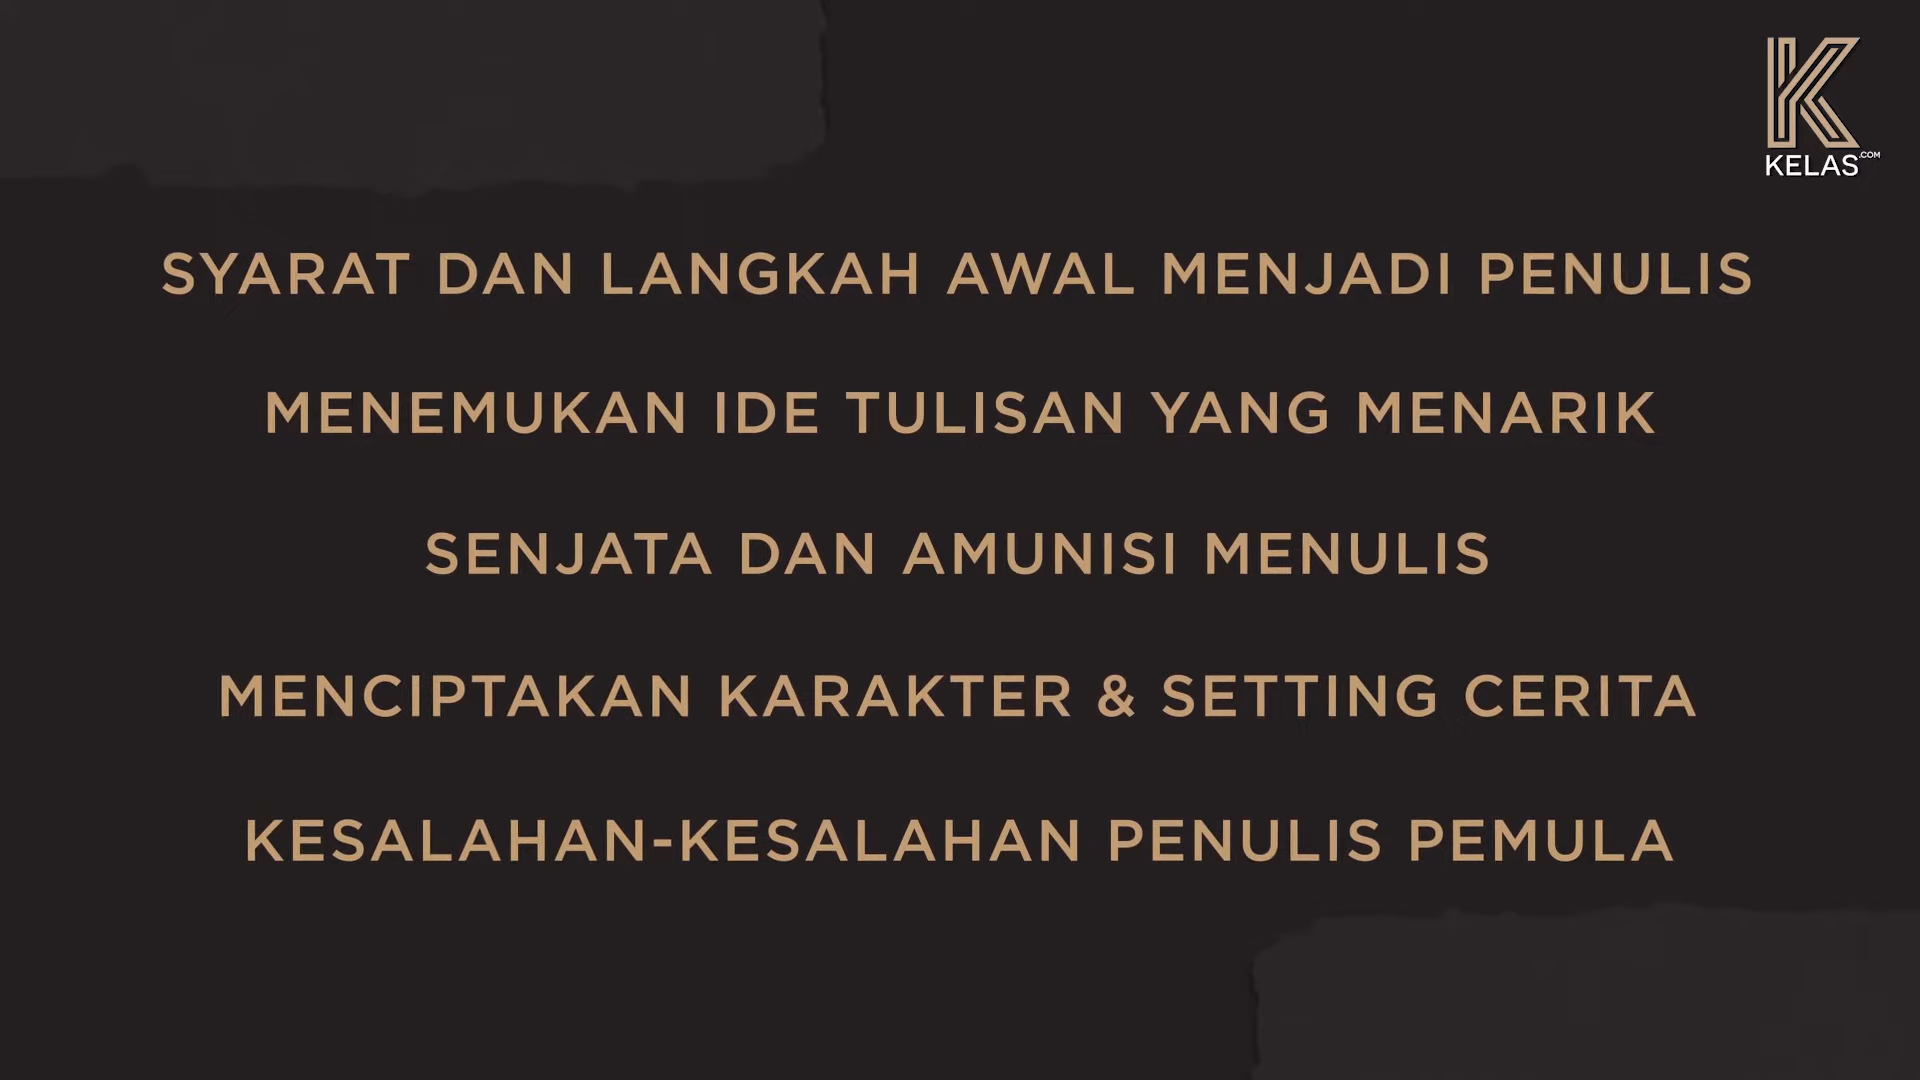 K
KELAS.COM
SYARAT DAN LANGKAH AWAL MENJADI PENULIS
MENEMUKAN IDE TULISAN YANG MENARIK
SENJATA DAN AMUNISI MENULIS
MENCIPTAKAN KARAKTER & SETTING CERITA
KESALAHAN-KESALAHAN PENULIS PEMULA